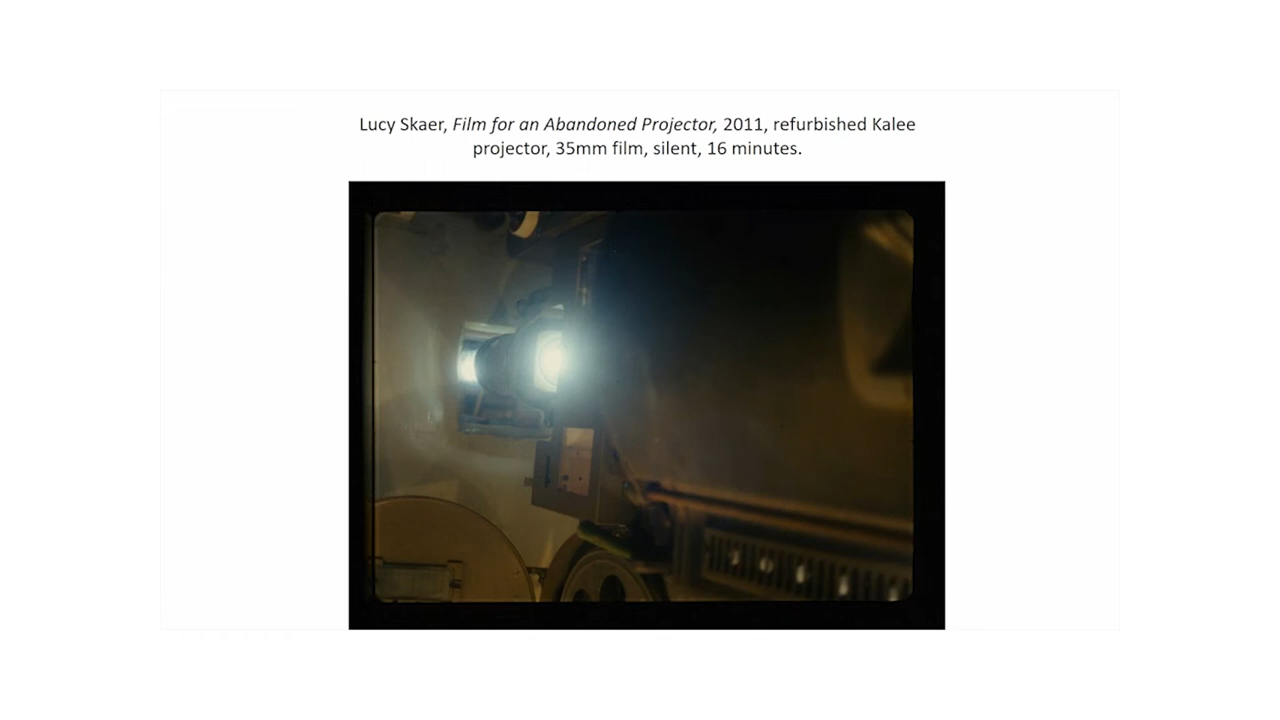 Lucy Skaer, Film for an Abandoned Projector, 2011, refurbished Kalee
projector, 35mm film, silent, 16 minutes.